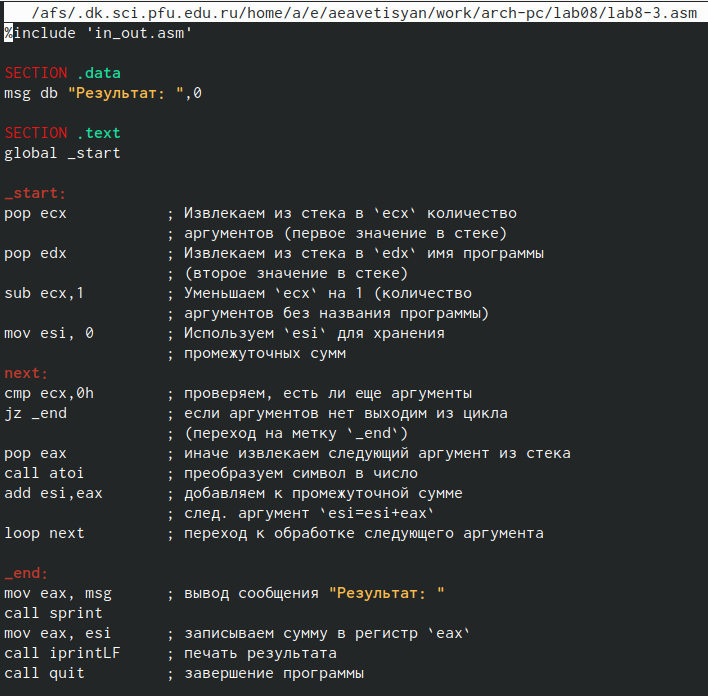 /afs/.dk.sci.pfu.edu.ru/home/a/e/aeavetisyan/work/arch-pc/lab08/lab8-3.asm
%include 'in_out.asm'

SECTION .data
msg db "Результат: ",0

SECTION .text
global _start

_start:
pop ecx         ; Извлекаем из стека в `ecx` количество
                ; аргументов (первое значение в стеке)
pop edx         ; Извлекаем из стека в `edx` имя программы
                ; (второе значение в стеке)
sub ecx,1       ; Уменьшаем `ecx` на 1 (количество
                ; аргументов без названия программы)
mov esi, 0      ; Используем `esi` для хранения
                ; промежуточных сумм
next:
cmp ecx,0h      ; проверяем, есть ли еще аргументы
jz _end         ; если аргументов нет выходим из цикла
                ; (переход на метку `_end`)
pop eax         ; иначе извлекаем следующий аргумент из стека
call atoi       ; преобразуем символ в число
add esi,eax     ; добавляем к промежуточной сумме
                ; след. аргумент `esi=esi+eax`
loop next       ; переход к обработке следующего аргумента

_end:
mov eax, msg    ; вывод сообщения "Результат: "
call sprint
mov eax, esi    ; записываем сумму в регистр `eax`
call iprintLF   ; печать результата
call quit       ; завершение программы